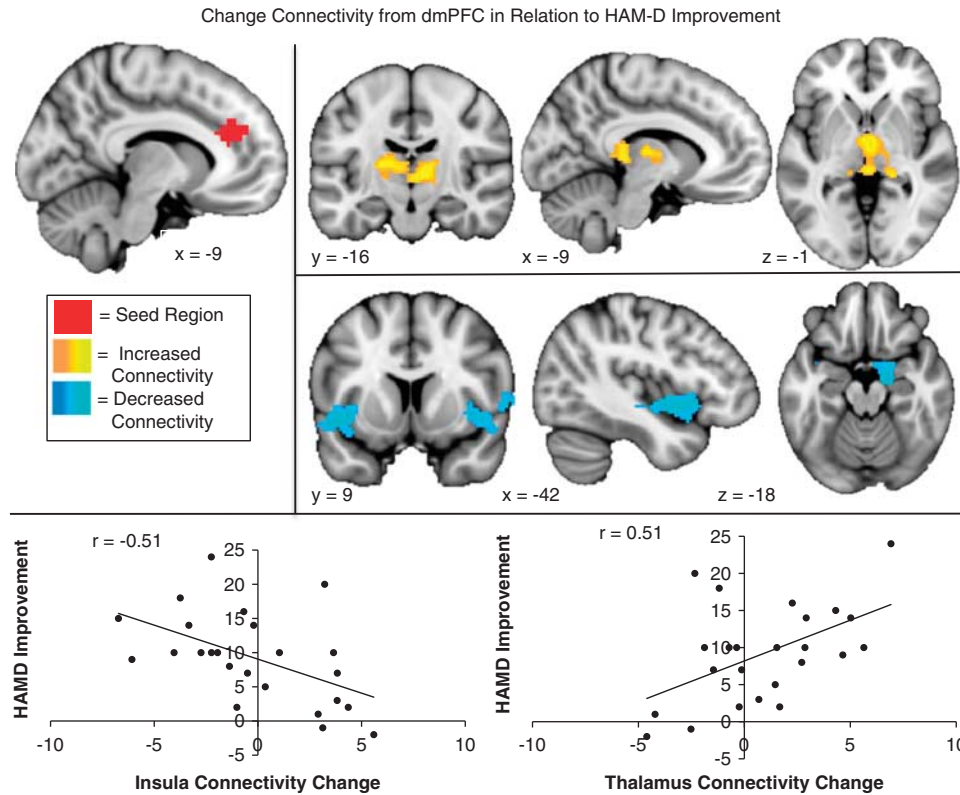 Change Connectivity from dmPFC in Relation to HAM-D Improvement
x = -9
y = -16
x = -9
z = -1
= Seed Region
= Increased
Connectivity
= Decreased
Connectivity
y = 9
x = -42
z = -18
r = -0.51
HAMD Improvement
25
20
15
10
5
0
-5
-10
-5
0
5
10
Insula Connectivity Change
r = 0.51
HAMD Improvement
25
20
15
10
5
0
-5
-10
-5
0
5
10
Thalamus Connectivity Change